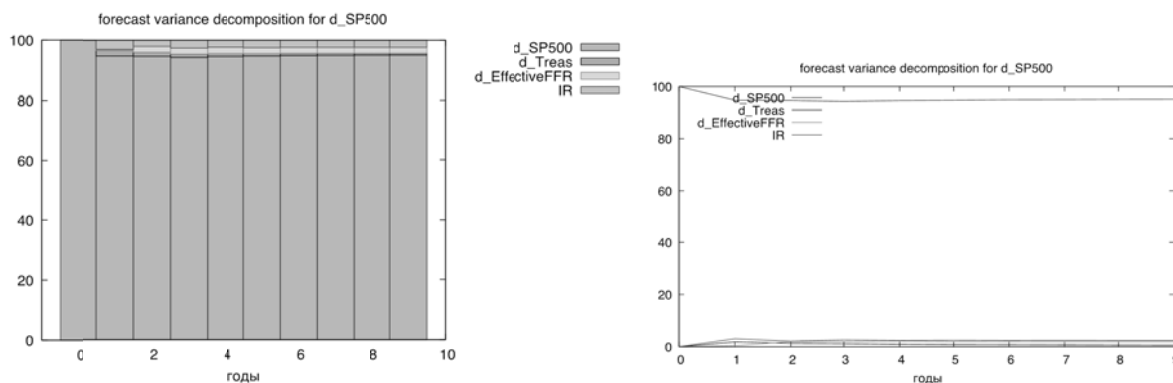 forecast variance decomposition for d_SP500
100
80
60
40
20
0
0 2 4 6 8 10
годы
d_SP500
d_Treas
d_EffectiveFFR
IR
forecast variance decomposition for d_SP500
100
80
60
40
20
0
d_SP500
d_Treas
d_EffectiveFFR
IR
0 1 2 3 4 5 6 7 8 9
годы